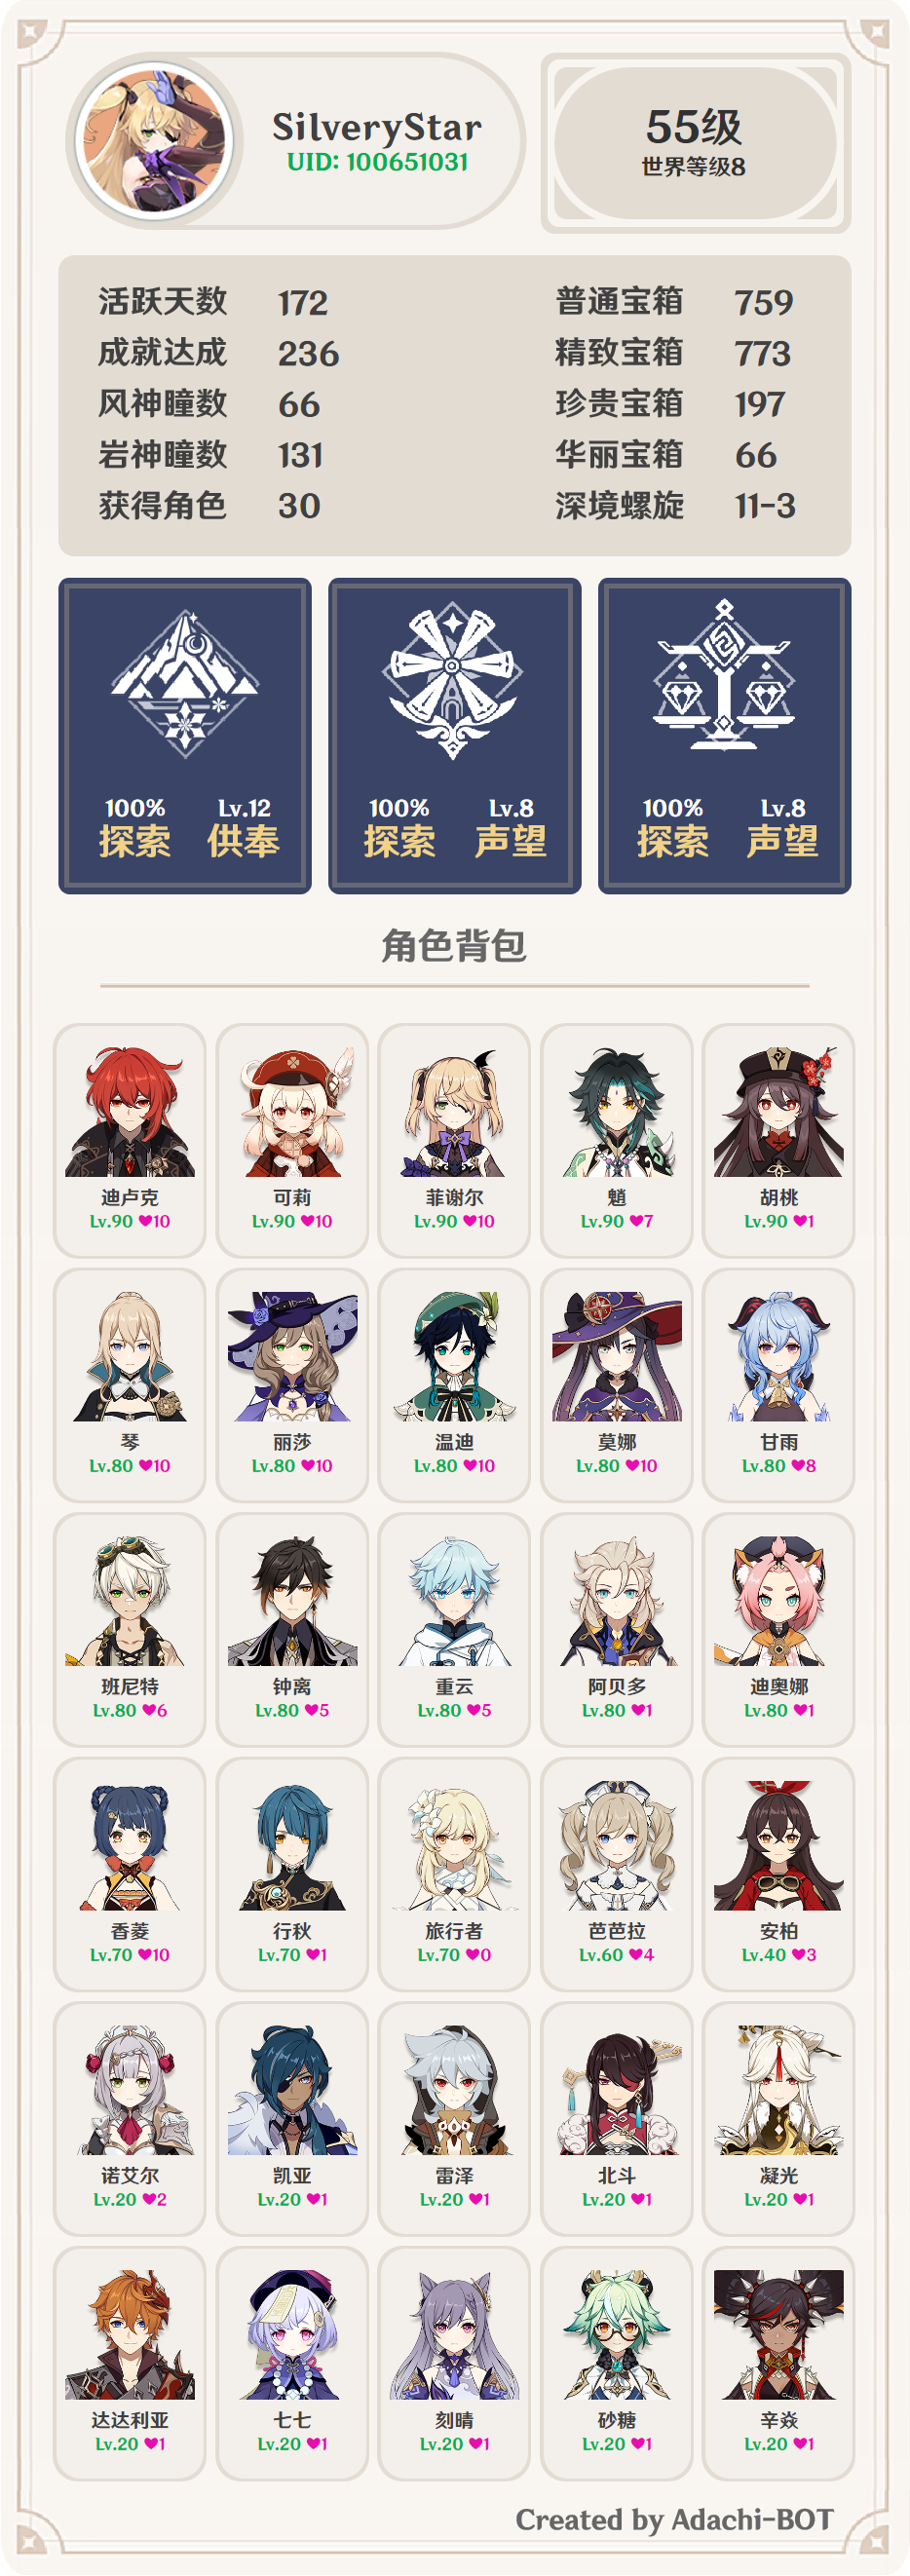 SilveryStar
UID: 100651031
55级
世界等级8
活跃天数 172 普通宝箱 759
成就达成 236 精致宝箱 773
风神瞳数 66 珍贵宝箱 197
岩神瞳数 131 华丽宝箱 66
获得角色 30 深境螺旋 11-3
100% Lv.12 100% Lv.8 100% Lv.8
探索 供奉 探索 声望 探索 声望
角色背包
迪卢克 可莉 菲谢尔 魈 胡桃
Lv.90 ♥10 Lv.90 ♥10 Lv.90 ♥10 Lv.90 ♥7 Lv.90 ♥1
琴 丽莎 温迪 莫娜 甘雨
Lv.80 ♥10 Lv.80 ♥10 Lv.80 ♥10 Lv.80 ♥10 Lv.80 ♥8
班尼特 钟离 重云 阿贝多 迪奥娜
Lv.80 ♥6 Lv.80 ♥5 Lv.80 ♥5 Lv.80 ♥1 Lv.80 ♥1
香菱 行秋 旅行者 芭芭拉 安柏
Lv.70 ♥10 Lv.70 ♥1 Lv.70 ♥0 Lv.60 ♥4 Lv.40 ♥3
诺艾尔 凯亚 雷泽 北斗 凝光
Lv.20 ♥2 Lv.20 ♥1 Lv.20 ♥1 Lv.20 ♥1 Lv.20 ♥1
达达利亚 七七 刻晴 砂糖 辛焱
Lv.20 ♥1 Lv.20 ♥1 Lv.20 ♥1 Lv.20 ♥1 Lv.20 ♥1
Created by Adachi-BOT